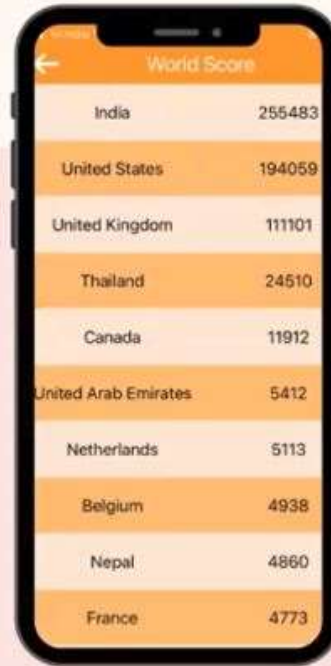 World Score
India 255483
United States 194059
United Kingdom 111101
Thailand 24510
Canada 11912
United Arab Emirates 5412
Netherlands 5113
Belgium 4938
Nepal 4860
France 4773